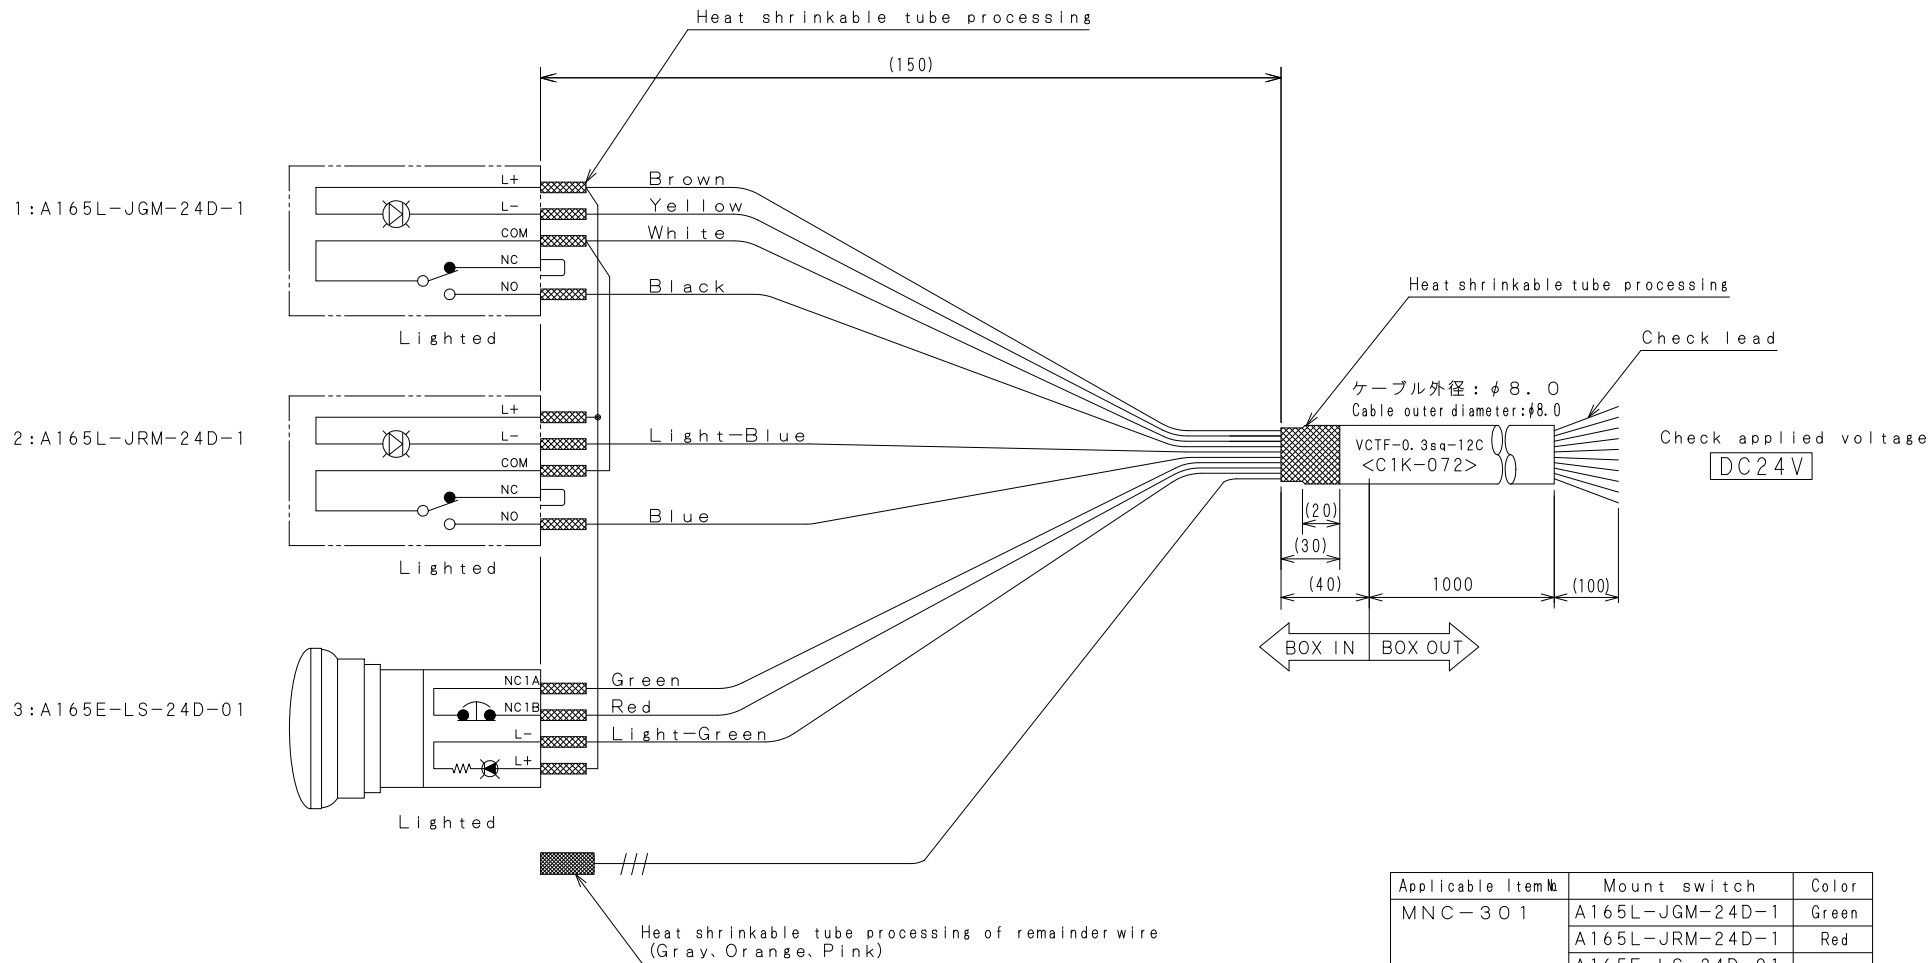 Heat shrinkable tube processing
(150)
1:A165L-JGM-24D-1
L+
L-
COM
NC
NO
Brown
Yellow
White
Black
Lighted
Heat shrinkable tube processing
Check lead
ケーブル外径：φ8.0
Cable outer diameter:φ8.0
VCTF-0.3sq-12C
<C1K-072>
Check applied voltage
DC24V
2:A165L-JRM-24D-1
L+
L-
COM
NC
NO
Light-Blue
Blue
Lighted
(20)
(30)
(40)
1000
(100)
BOX IN
BOX OUT
3:A165E-LS-24D-01
NC1A
NC1B
L-
L+
Green
Red
Light-Green
Lighted
Heat shrinkable tube processing of remainder wire
(Gray、Orange、Pink)
Applicable Item№ Mount switch Color
MNC-301 A165L-JGM-24D-1 Green
A165L-JRM-24D-1 Red
A165E-LS-24D-01